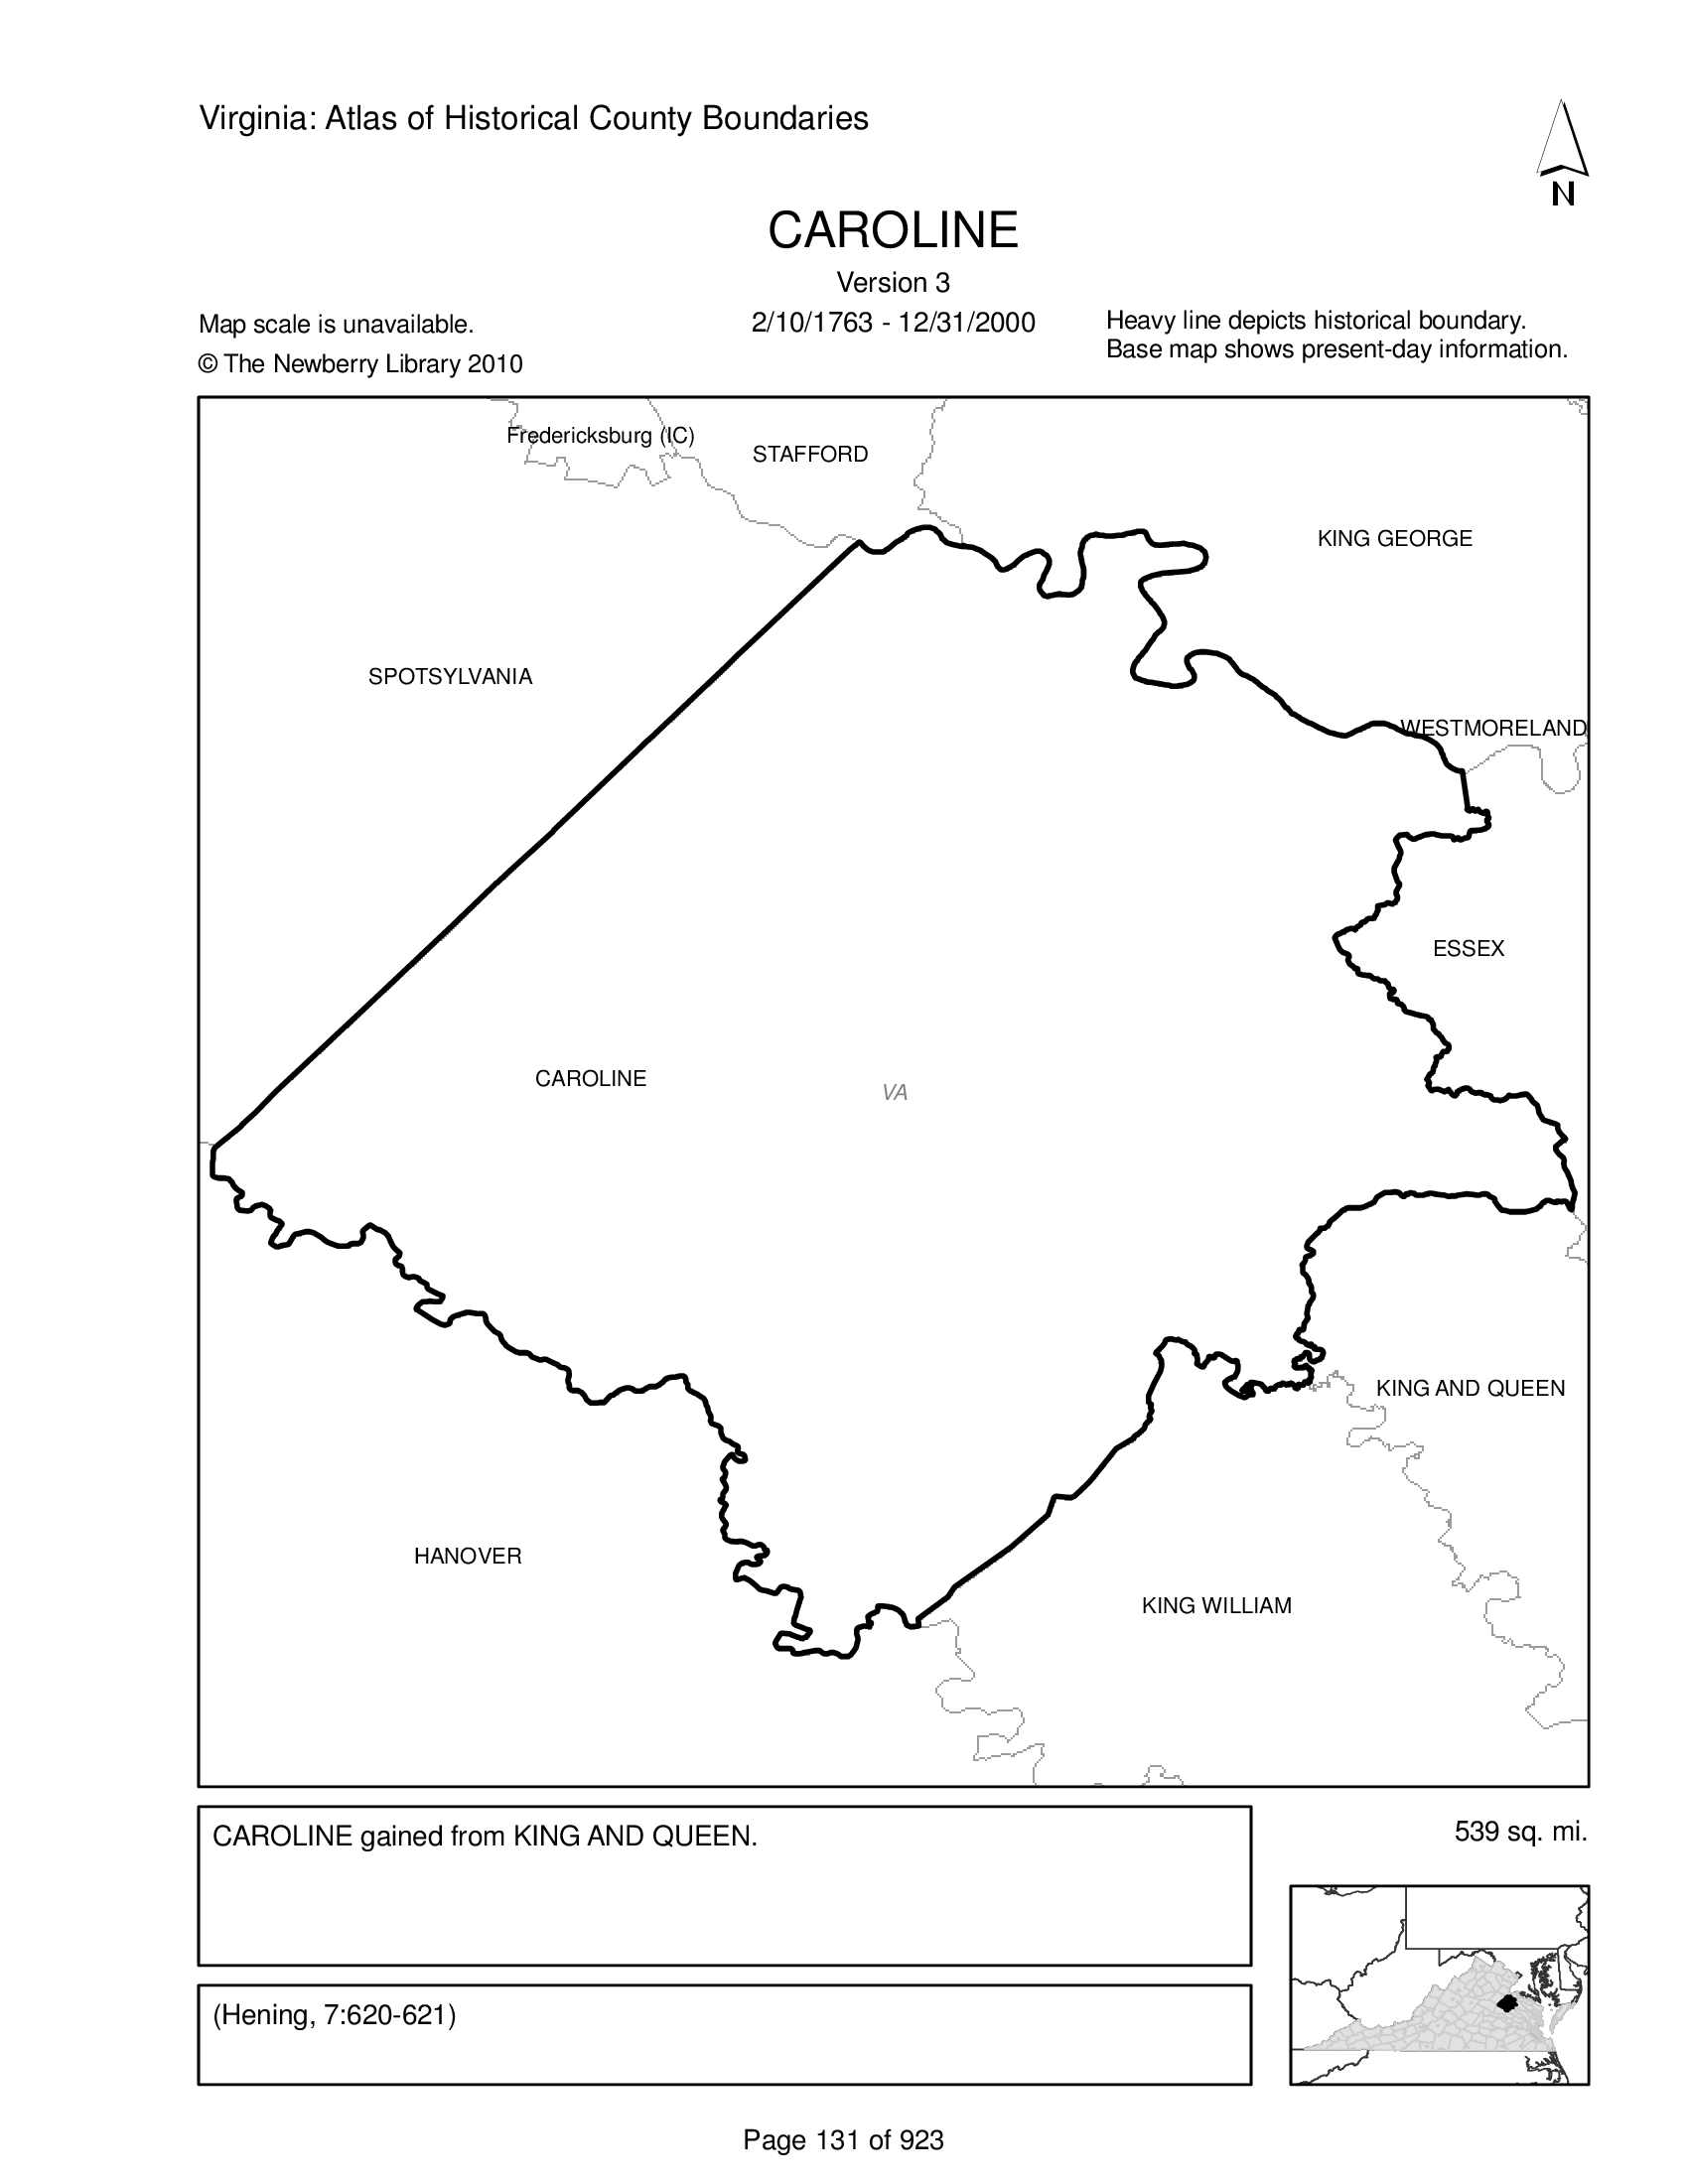 Virginia: Atlas of Historical County Boundaries
N
CAROLINE
Version 3
2/10/1763 - 12/31/2000
Map scale is unavailable.
© The Newberry Library 2010
Heavy line depicts historical boundary.
Base map shows present-day information.
Fredericksburg (IC)
STAFFORD
KING GEORGE
SPOTSYLVANIA
WESTMORELAND
ESSEX
CAROLINE
VA
KING AND QUEEN
HANOVER
KING WILLIAM
CAROLINE gained from KING AND QUEEN.
539 sq. mi.
(Hening, 7:620-621)
Page 131 of 923